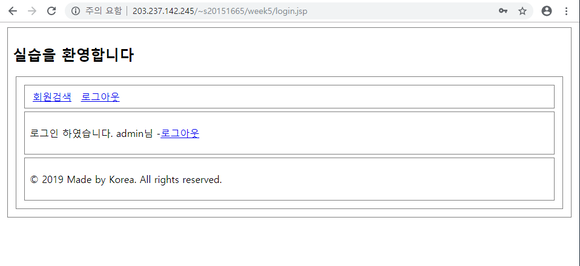 주의 요함 | 203.237.142.245/~s20151665/week5/login.jsp
실습을 환영합니다
회원검색 로그아웃
로그인 하였습니다. admin님 -로그아웃
© 2019 Made by Korea. All rights reserved.